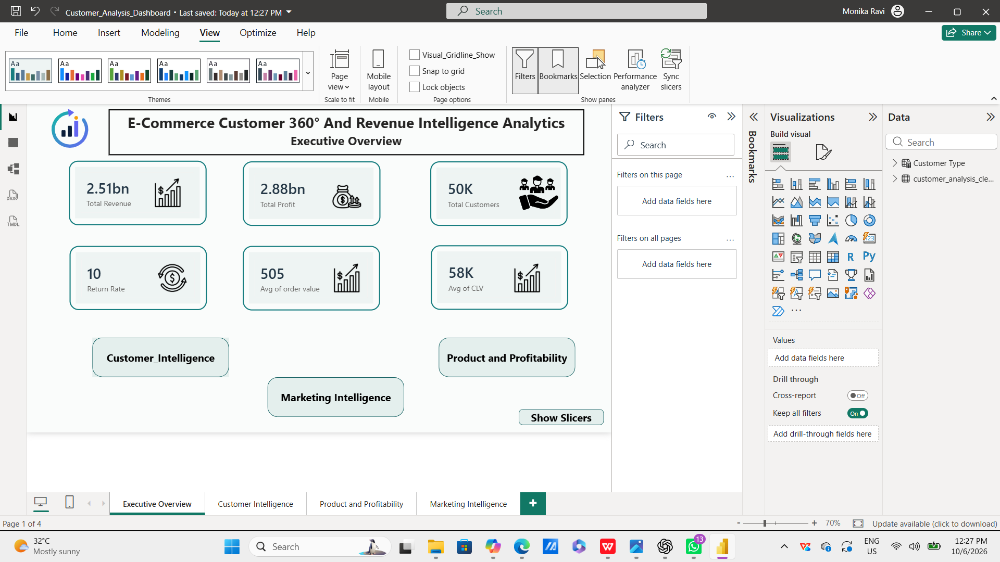 Customer_Analysis_Dashboard • Last saved: Today at 12:27 PM
Search
Monika Ravi
File
Home
Insert
Modeling
View
Optimize
Help
Share
Aa
Aa
Aa
Aa
Aa
Aa
Themes
Page
view
Scale to fit
Mobile
layout
Mobile
Visual_Gridline_Show
Snap to grid
Lock objects
Page options
Filters
Bookmarks
Selection
Performance
analyzer
Sync
slicers
Show panes
DAX
TMDL
E-Commerce Customer 360° And Revenue Intelligence Analytics
Executive Overview
2.51bn
Total Revenue
2.88bn
Total Profit
50K
Total Customers
10
Return Rate
505
Avg of order value
58K
Avg of CLV
Customer_Intelligence
Product and Profitability
Marketing Intelligence
Show Slicers
Filters
Search
Filters on this page
...
Add data fields here
Filters on all pages
...
Add data fields here
Bookmarks
Visualizations
Build visual
123
R
Py
...
Values
Add data fields here
Drill through
Cross-report
Off
Keep all filters
On
Add drill-through fields here
Data
Search
Customer Type
customer_analysis_cle...
Executive Overview
Customer Intelligence
Product and Profitability
Marketing Intelligence
+
Page 1 of 4
- + 70%
Update available (click to download)
32°C
Mostly sunny
Search
13
ENG
US
12:27 PM
10/6/2026